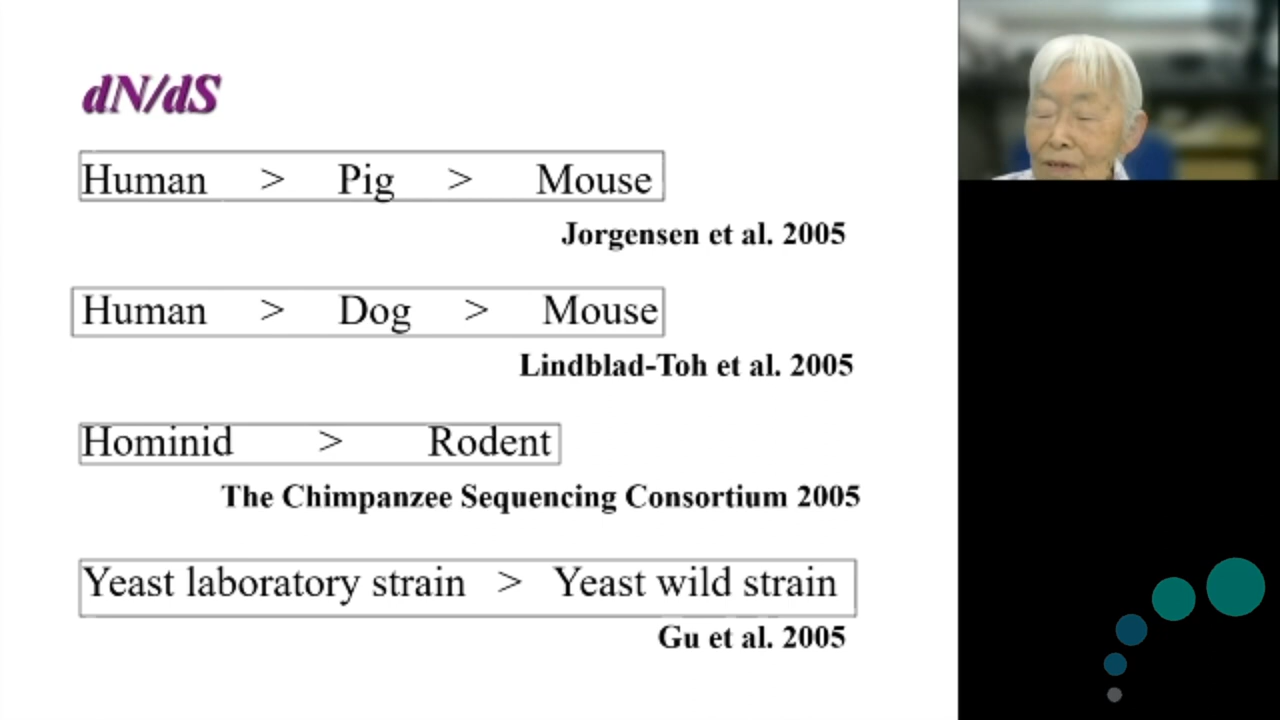 dN/dS
Human > Pig > Mouse
Jorgensen et al. 2005
Human > Dog > Mouse
Lindblad-Toh et al. 2005
Hominid > Rodent
The Chimpanzee Sequencing Consortium 2005
Yeast laboratory strain > Yeast wild strain
Gu et al. 2005